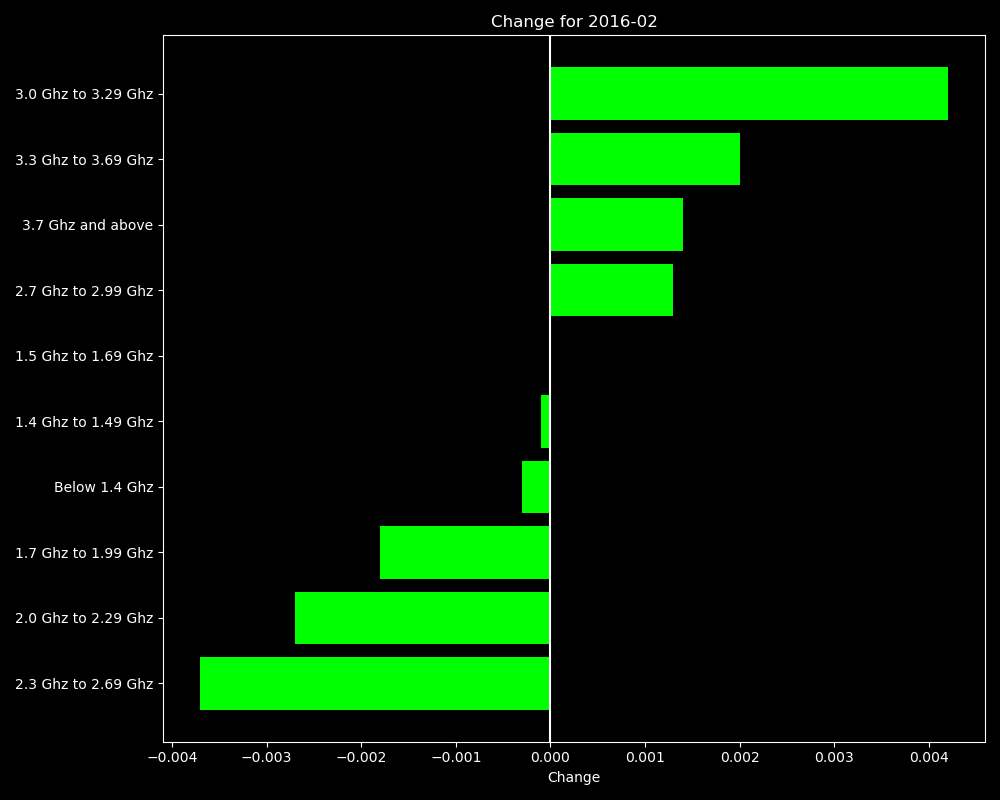 Change for 2016-02
3.0 Ghz to 3.29 Ghz
3.3 Ghz to 3.69 Ghz
3.7 Ghz and above
2.7 Ghz to 2.99 Ghz
1.5 Ghz to 1.69 Ghz
1.4 Ghz to 1.49 Ghz
Below 1.4 Ghz
1.7 Ghz to 1.99 Ghz
2.0 Ghz to 2.29 Ghz
2.3 Ghz to 2.69 Ghz
−0.004 −0.003 −0.002 −0.001 0.000 0.001 0.002 0.003 0.004
Change